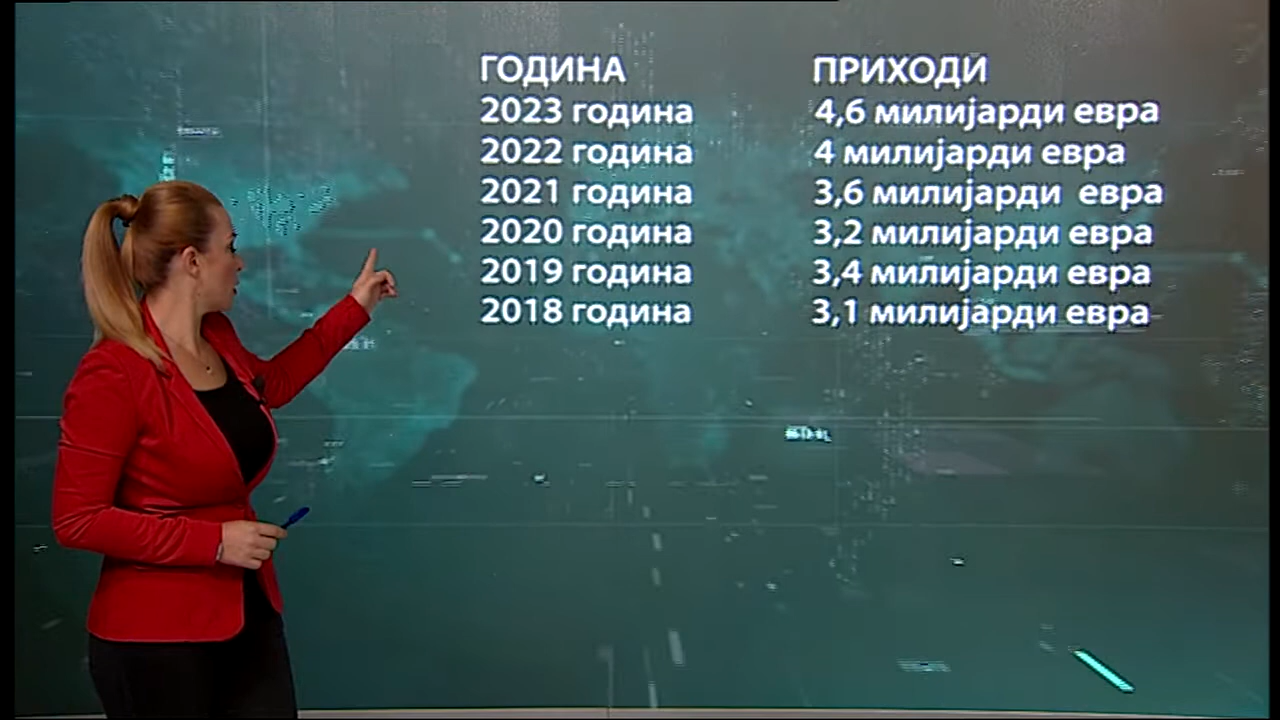 ГОДИНА ПРИХОДИ
2023 година 4,6 милијарди евра
2022 година 4 милијарди евра
2021 година 3,6 милијарди евра
2020 година 3,2 милијарди евра
2019 година 3,4 милијарди евра
2018 година 3,1 милијарди евра